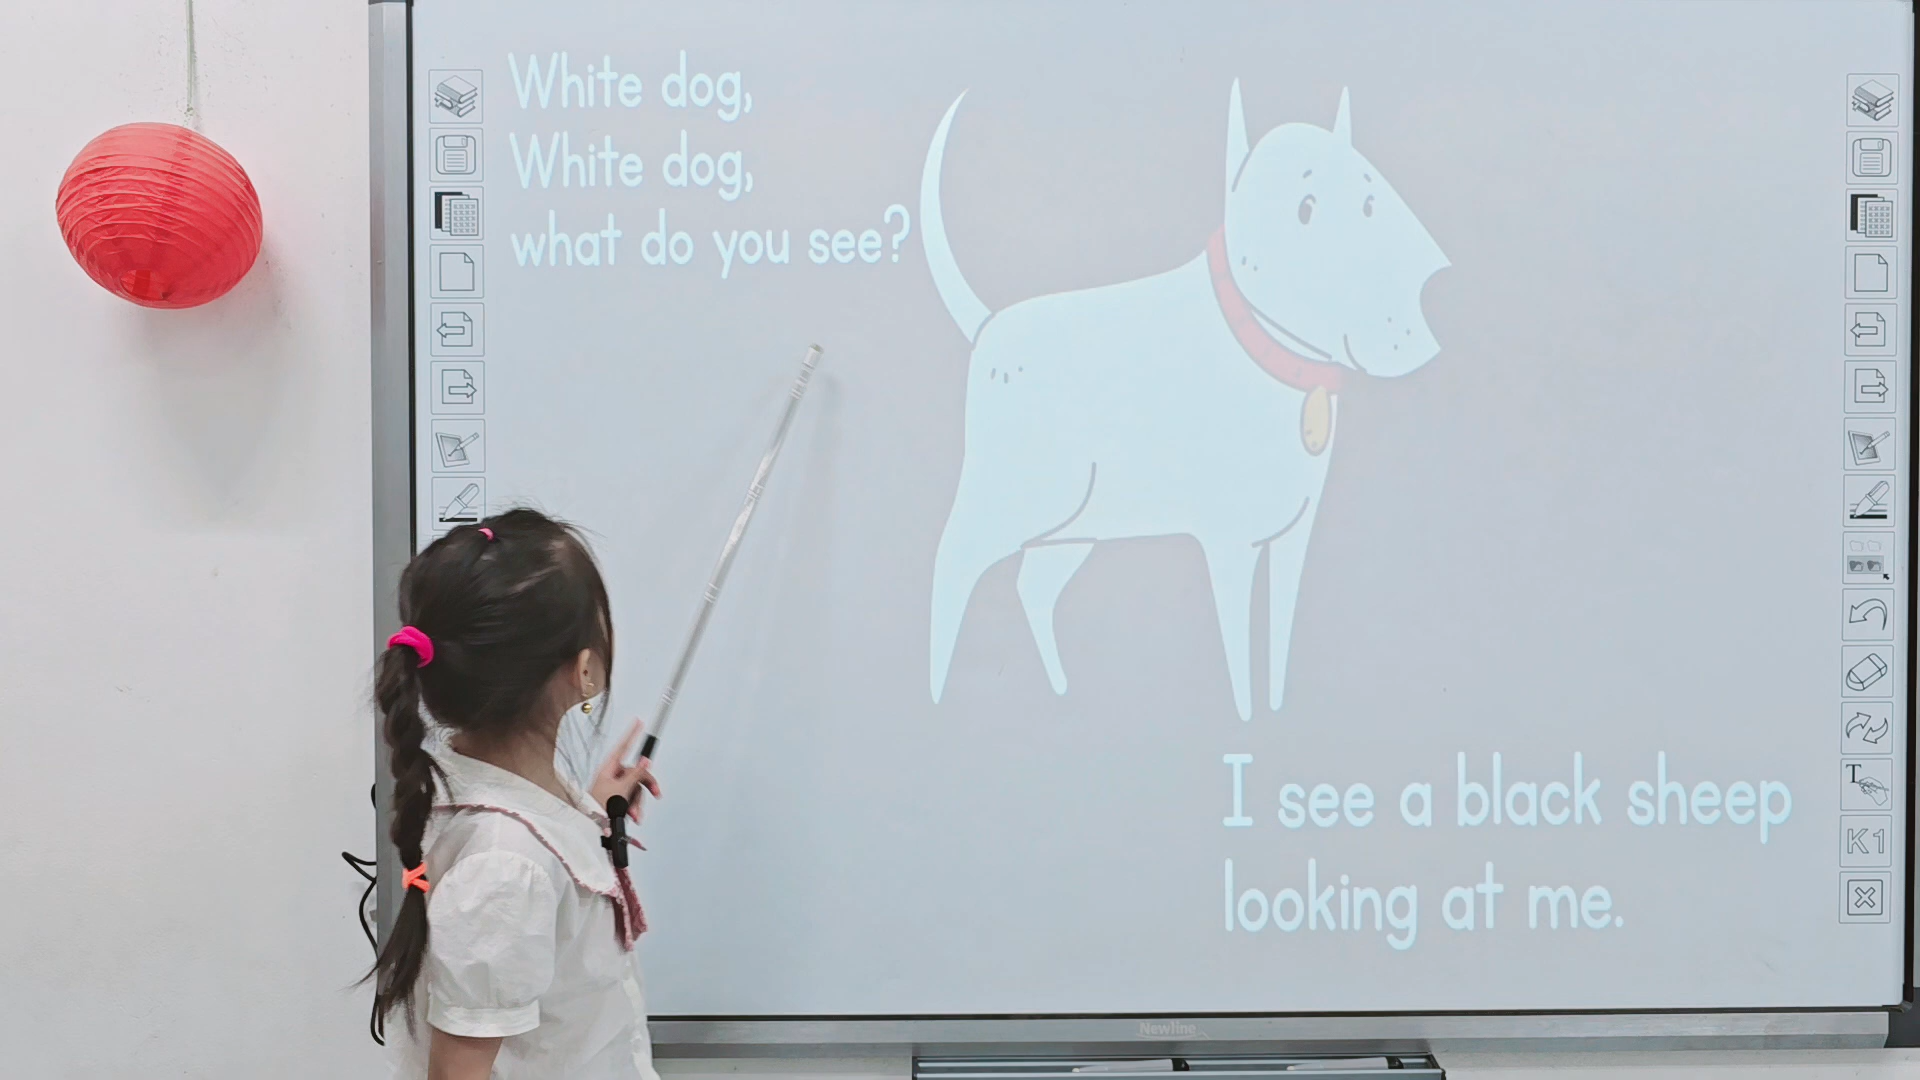 White dog,
White dog,
what do you see?
I see a black sheep
looking at me.
T
K1
Newline